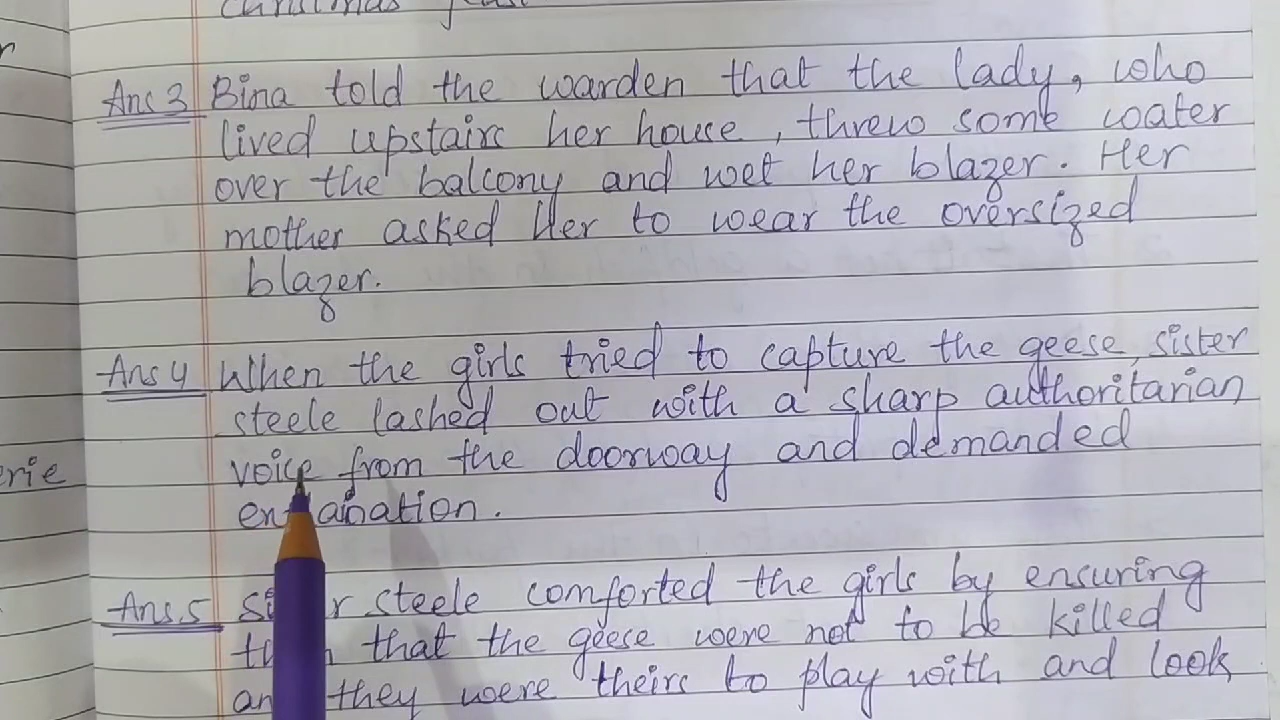 Christmas
Ans 3 Bina told the warden that the lady, who
lived upstairs her house, threw some water
over the balcony and wet her blazer. Her
mother asked Her to wear the oversized
blazer.
Ans 4 When the girls tried to capture the geese, sister
steele lashed out with a sharp authoritarian
erie voice from the doorway and demanded
.
Ans.5 steele comforted the girls by ensuring
that the geese were not to be killed
they were theirs to play with and look